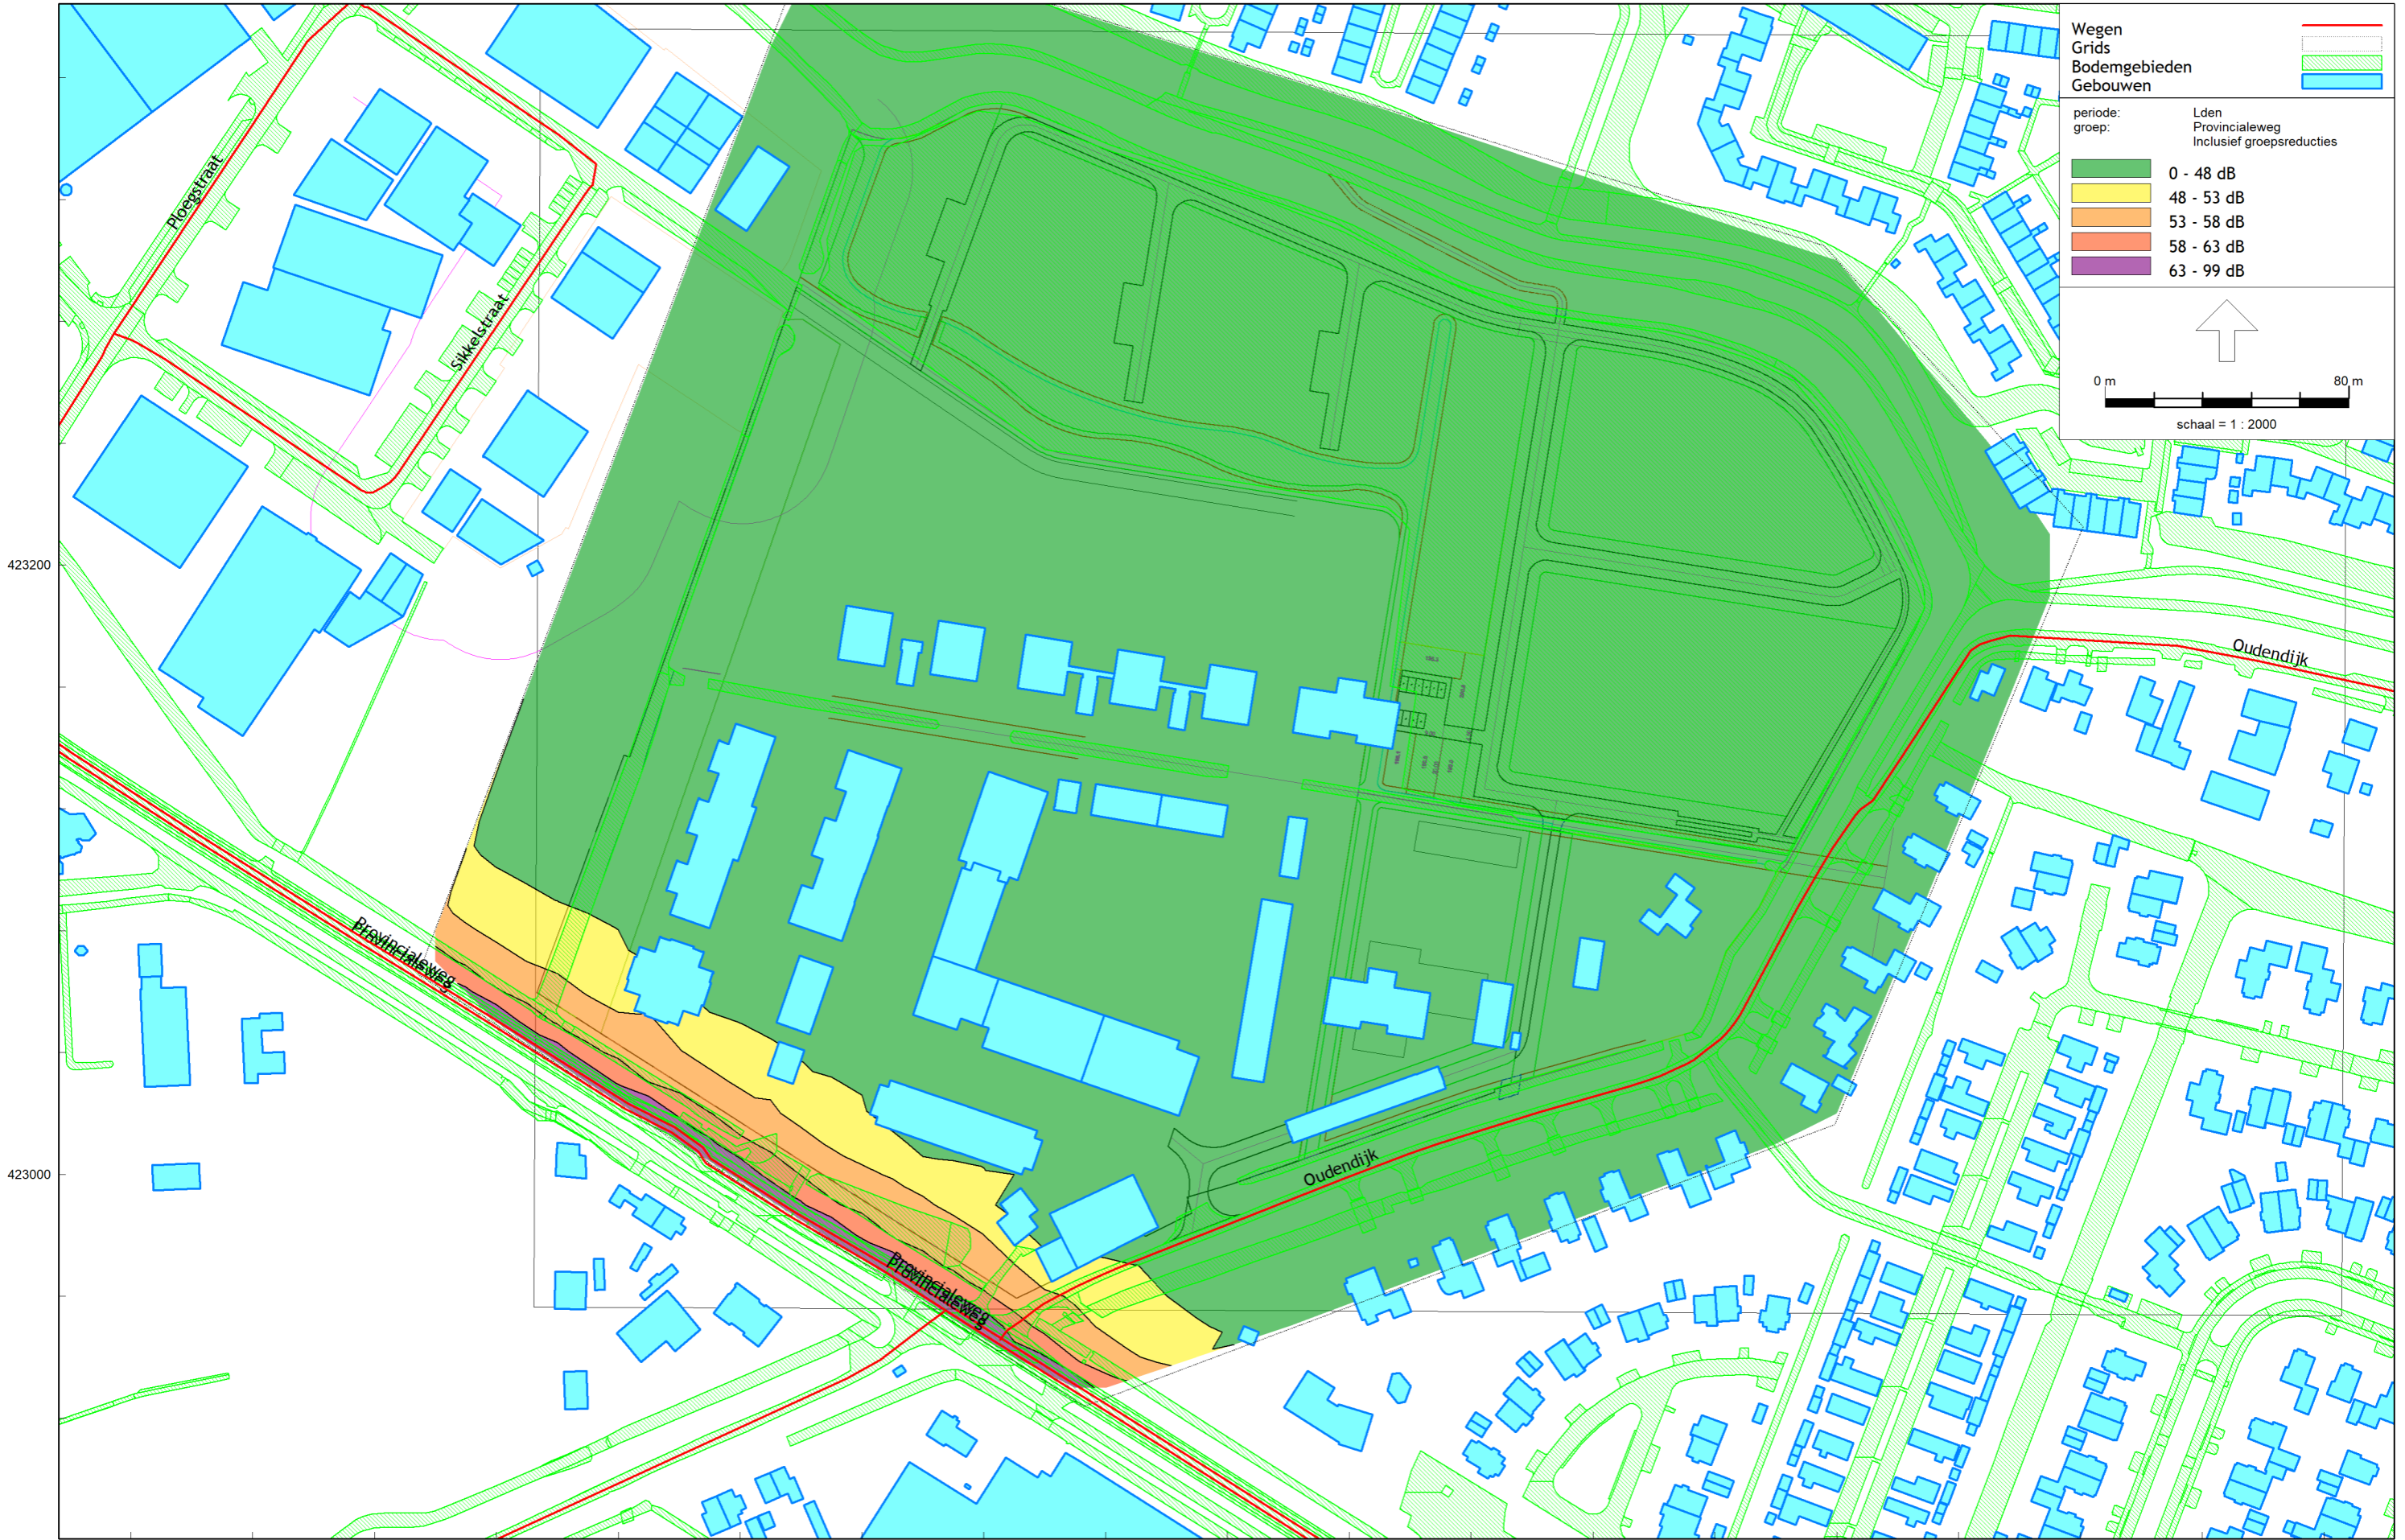 Wegen
Grids
Bodemgebieden
Gebouwen
periode: Lden
groep: Provincialeweg
Inclusief groepsreducties
0 - 48 dB
48 - 53 dB
53 - 58 dB
58 - 63 dB
63 - 99 dB
0 m 80 m
schaal = 1 : 2000
Ploegstraat
Sikkelstraat
423200
Oudendijk
Provincialeweg
Provincialeweg
423000
Oudendijk
Provincialeweg
Provincialeweg